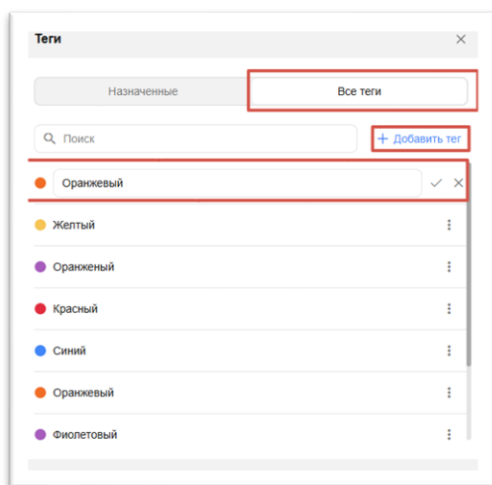 Теги
Назначенные
Все теги
Поиск
+ Добавить тег
Оранжевый
Желтый
Оранженый
Красный
Синий
Оранжевый
Фиолетовый